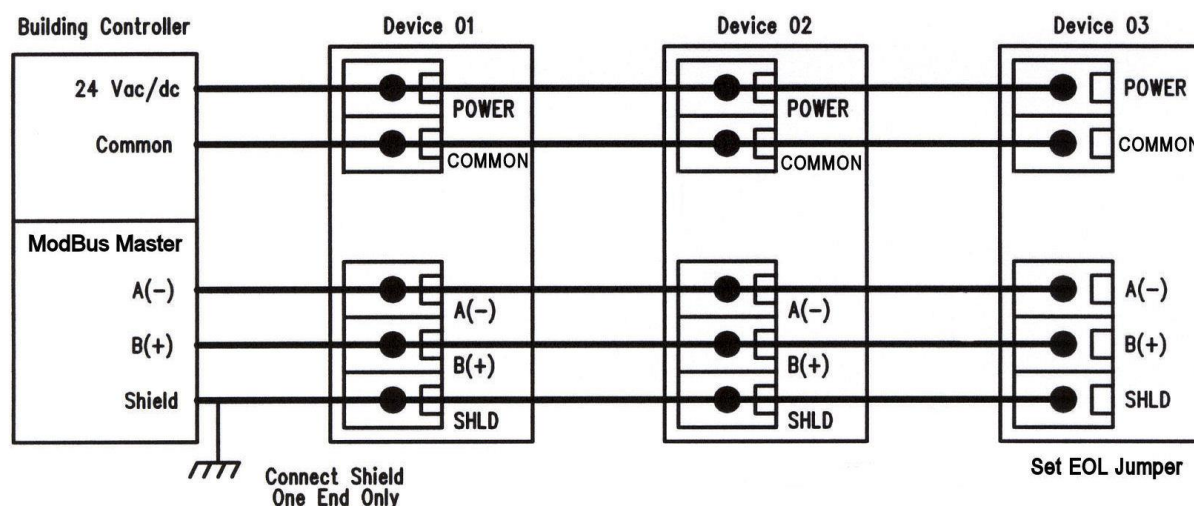 Building Controller
24 Vac/dc
Common
ModBus Master
A(-)
B(+)
Shield
Connect Shield
One End Only
Device 01
POWER
COMMON
A(-)
B(+)
SHLD
Device 02
POWER
COMMON
A(-)
B(+)
SHLD
Device 03
POWER
COMMON
A(-)
B(+)
SHLD
Set EOL Jumper